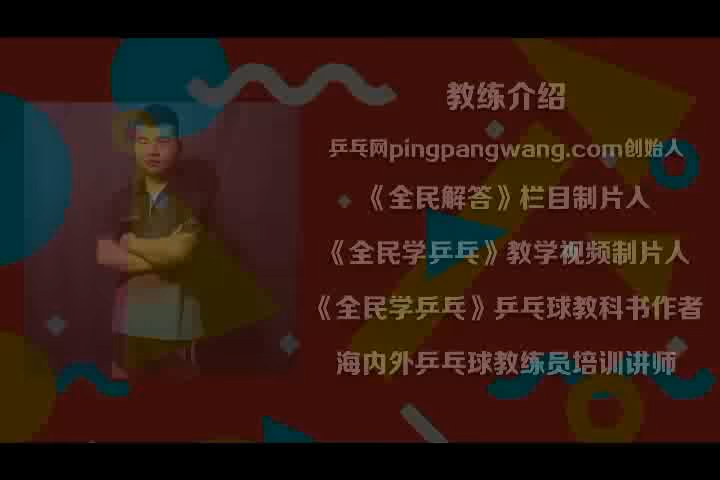 教练介绍
乒乓网pingpangwang.com创始人
《全民解答》栏目制片人
《全民学乒乓》教学视频制片人
《全民学乒乓》乒乓球教科书作者
海内外乒乓球教练员培训讲师